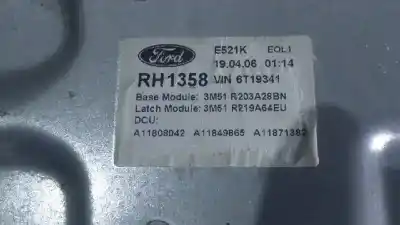 Ford E521K EOL1
19.04.06 01:14
RH1358 VIN 6T19341
Base Module: 3M51 R203A28BN
Latch Module: 3M51 R219A64EU
DCU:
A11808042 A11849865 A11871382